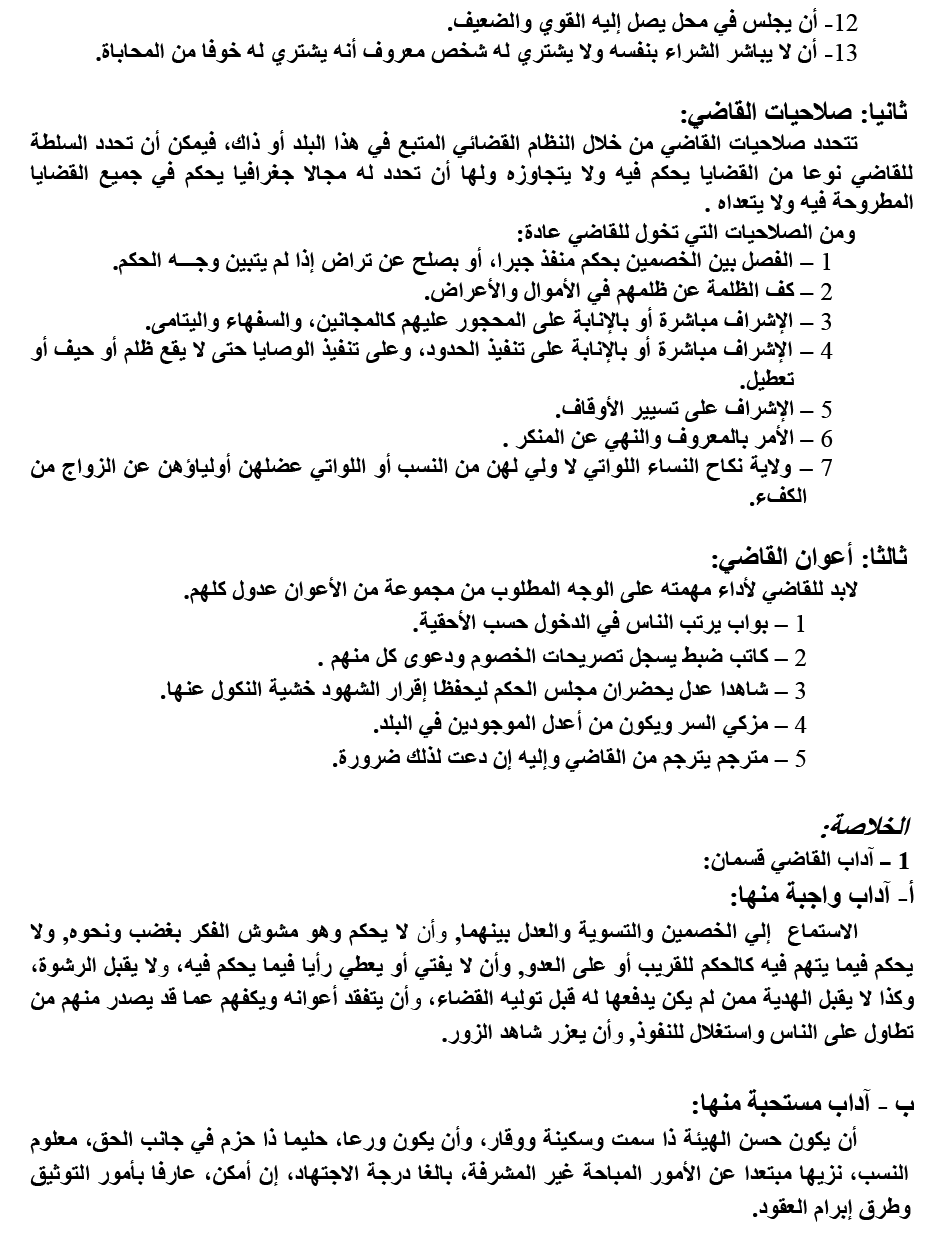 12- أن يجلس في محل يصل إليه القوي والضعيف.
13- أن لا يباشر الشراء بنفسه ولا يشتري له شخص معروف أنه يشتري له خوفا من المحاباة.
ثانيا: صلاحيات القاضي:
تتحدد صلاحيات القاضي من خلال النظام القضائي المتبع في هذا البلد أو ذاك، فيمكن أن تحدد السلطة
للقاضي نوعا من القضايا يحكم فيه ولا يتجاوزه ولها أن تحدد له مجالا جغرافيا يحكم في جميع القضايا
المطروحة فيه ولا يتعداه .
ومن الصلاحيات التي تخول للقاضي عادة:
1 – الفصل بين الخصمين بحكم منفذ جبرا، أو بصلح عن تراض إذا لم يتبين وجـــه الحكم.
2 – كف الظلمة عن ظلمهم في الأموال والأعراض.
3 – الإشراف مباشرة أو بالإنابة على المحجور عليهم كالمجانين، والسفهاء واليتامى.
4 – الإشراف مباشرة أو بالإنابة على تنفيذ الحدود، وعلى تنفيذ الوصايا حتى لا يقع ظلم أو حيف أو
تعطيل.
5 – الإشراف على تسيير الأوقاف.
6 – الأمر بالمعروف والنهي عن المنكر .
7 – ولاية نكاح النساء اللواتي لا ولي لهن من النسب أو اللواتي عضلهن أولياؤهن عن الزواج من
الكفء.
ثالثا: أعوان القاضي:
لابد للقاضي لأداء مهمته على الوجه المطلوب من مجموعة من الأعوان عدول كلهم.
1 – بواب يرتب الناس في الدخول حسب الأحقية.
2 – كاتب ضبط يسجل تصريحات الخصوم ودعوى كل منهم .
3 – شاهدا عدل يحضران مجلس الحكم ليحفظا إقرار الشهود خشية النكول عنها.
4 – مزكي السر ويكون من أعدل الموجودين في البلد.
5 – مترجم يترجم من القاضي وإليه إن دعت لذلك ضرورة.
الخلاصة:
1 – آداب القاضي قسمان:
أ- آداب واجبة منها:
الاستماع إلي الخصمين والتسوية والعدل بينهما, وأن لا يحكم وهو مشوش الفكر بغضب ونحوه, ولا
يحكم فيما يتهم فيه كالحكم للقريب أو على العدو, وأن لا يفتي أو يعطي رأيا فيما يحكم فيه، ولا يقبل الرشوة،
وكذا لا يقبل الهدية ممن لم يكن يدفعها له قبل توليه القضاء، وأن يتفقد أعوانه ويكفهم عما قد يصدر منهم من
تطاول على الناس واستغلال للنفوذ, وأن يعزر شاهد الزور.
ب - آداب مستحبة منها:
أن يكون حسن الهيئة ذا سمت وسكينة ووقار، وأن يكون ورعا، حليما ذا حزم في جانب الحق، معلوم
النسب، نزيها مبتعدا عن الأمور المباحة غير المشرفة، بالغا درجة الاجتهاد، إن أمكن، عارفا بأمور التوثيق
وطرق إبرام العقود.